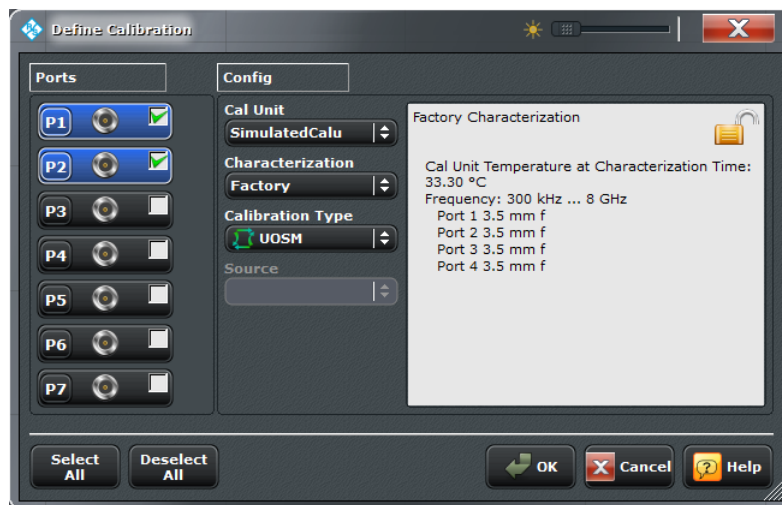 Define Calibration
Ports
P1
P2
P3
P4
P5
P6
P7
Config
Cal Unit
SimulatedCalu
Characterization
Factory
Calibration Type
UOSM
Source
Factory Characterization
Cal Unit Temperature at Characterization Time:
33.30 °C
Frequency: 300 kHz ... 8 GHz
Port 1 3.5 mm f
Port 2 3.5 mm f
Port 3 3.5 mm f
Port 4 3.5 mm f
Select
All
Deselect
All
OK
Cancel
Help